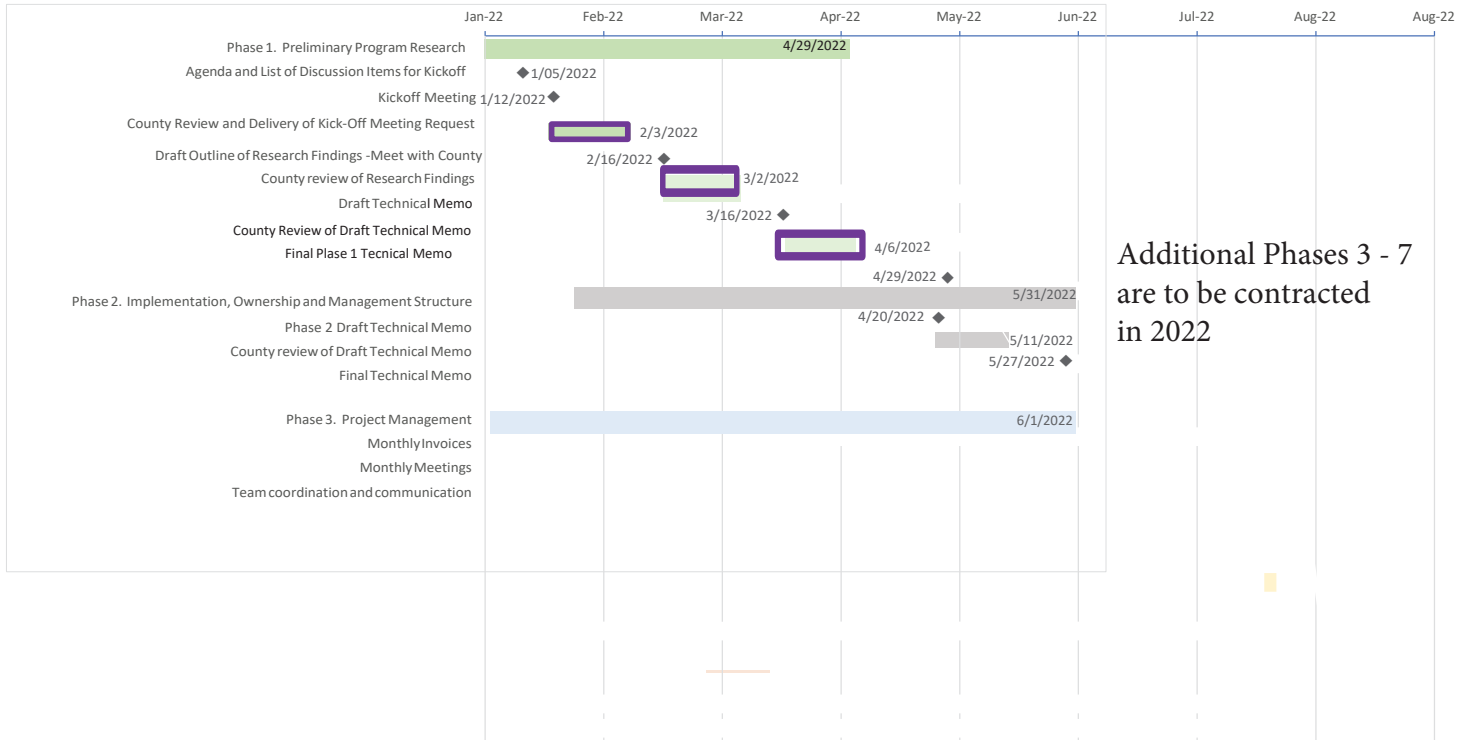 Jan-22 Feb-22 Mar-22 Apr-22 May-22 Jun-22 Jul-22 Aug-22 Aug-22
Phase 1. Preliminary Program Research 4/29/2022
Agenda and List of Discussion Items for Kickoff 1/05/2022
Kickoff Meeting 1/12/2022
County Review and Delivery of Kick-Off Meeting Request 2/3/2022
Draft Outline of Research Findings -Meet with County 2/16/2022
County review of Research Findings 3/2/2022
Draft Technical Memo 3/16/2022
County Review of Draft Technical Memo 4/6/2022
Final Plase 1 Tecnical Memo 4/29/2022
Phase 2. Implementation, Ownership and Management Structure 5/31/2022
Phase 2 Draft Technical Memo 4/20/2022
County review of Draft Technical Memo 5/11/2022
Final Technical Memo 5/27/2022
Phase 3. Project Management 6/1/2022
Monthly Invoices
Monthly Meetings
Team coordination and communication
Additional Phases 3 - 7
are to be contracted
in 2022